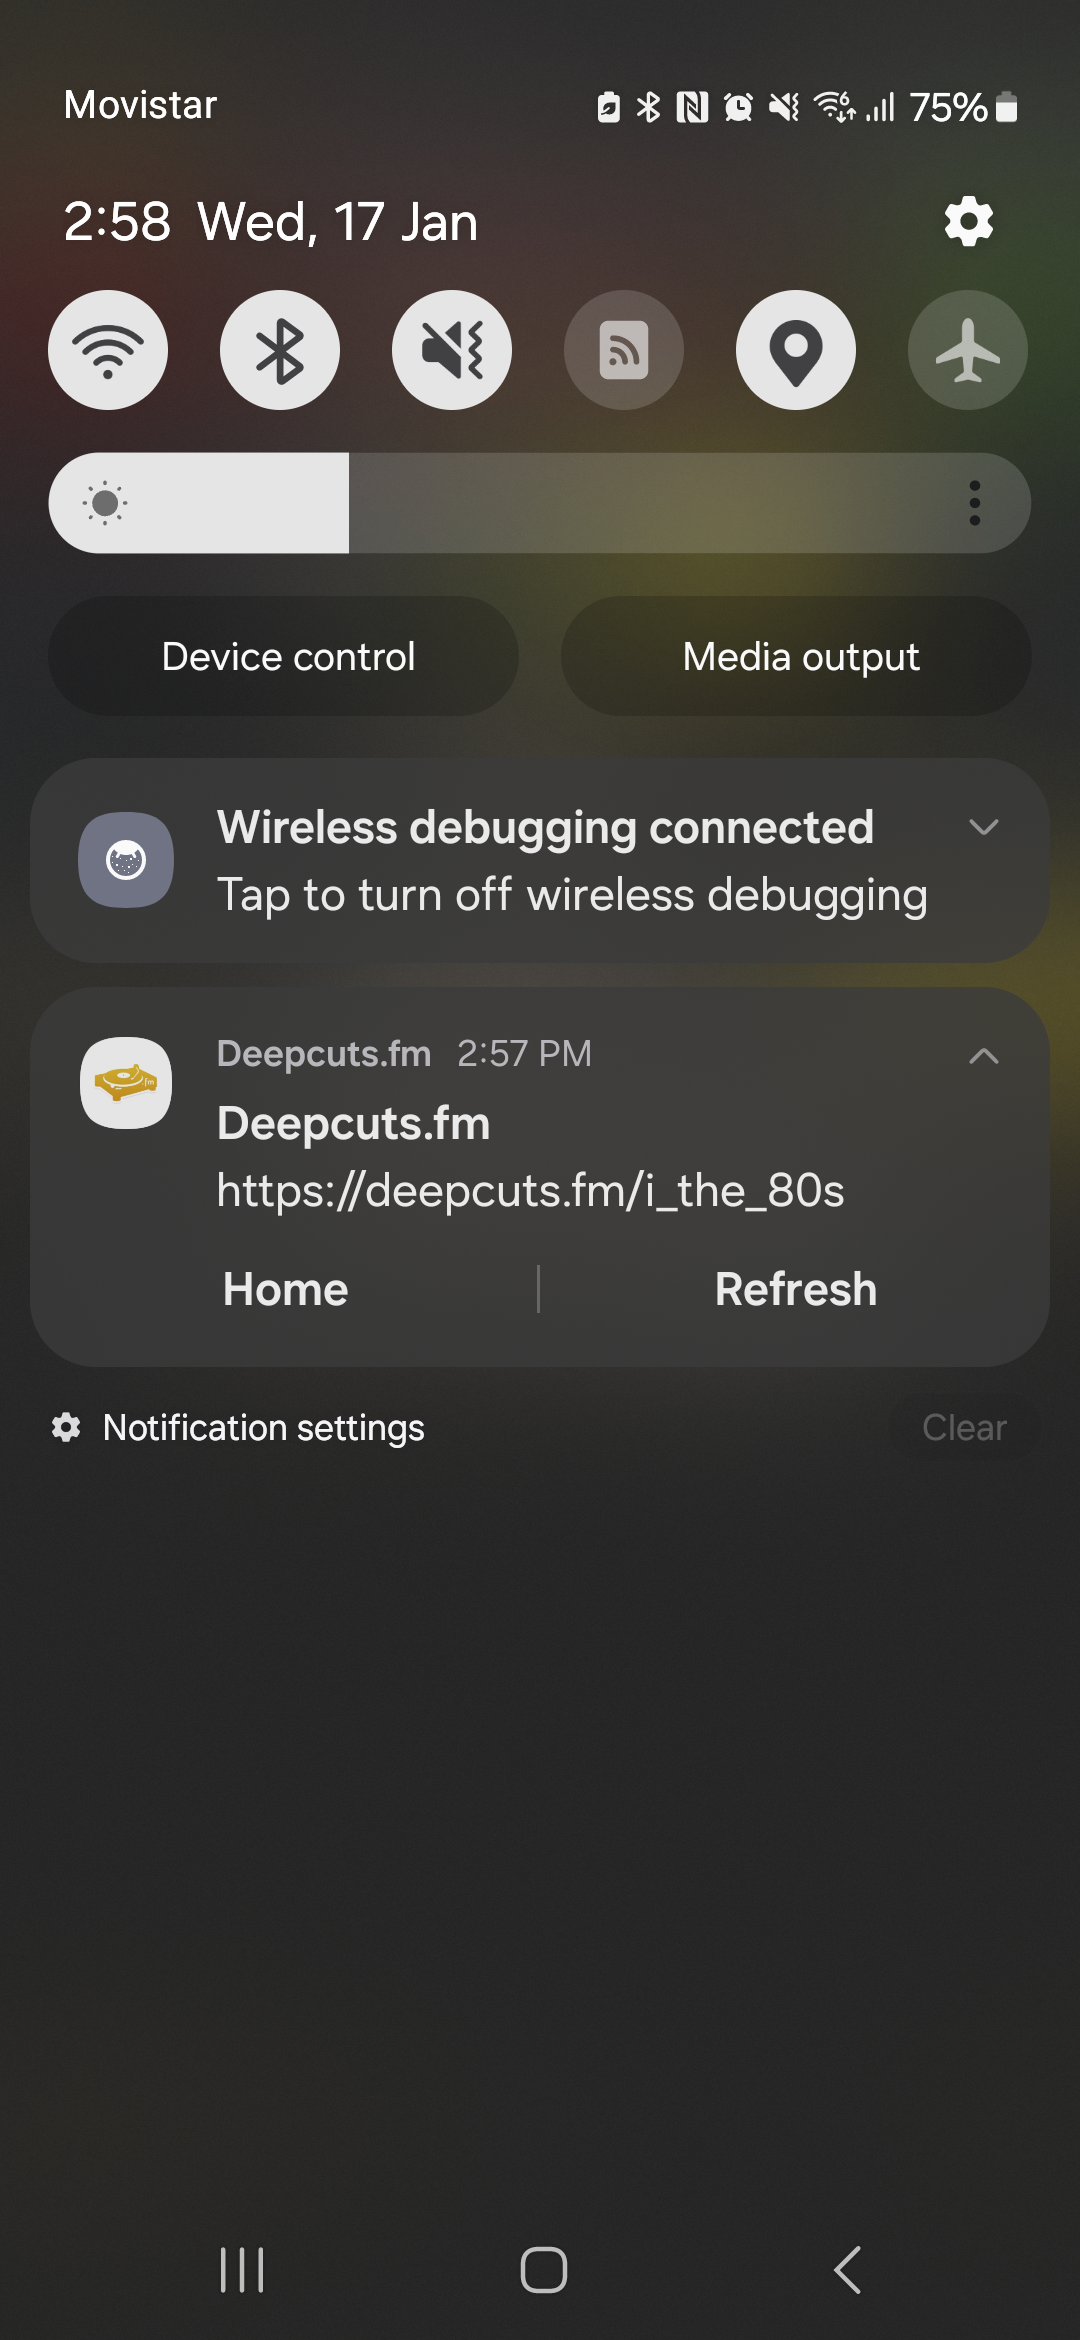 Movistar 75%
2:58 Wed, 17 Jan
Device control Media output
Wireless debugging connected
Tap to turn off wireless debugging
Deepcuts.fm 2:57 PM
Deepcuts.fm
https://deepcuts.fm/i_the_80s
Home Refresh
Notification settings Clear